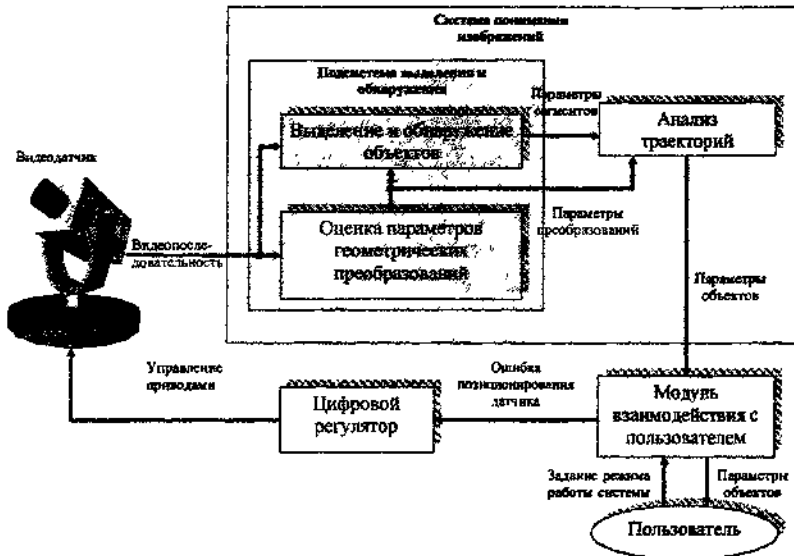 Система понимания
изображений
Подсистема выделения и
обнаружения
Выделение и обнаружение
объектов
Параметры
сегментов
Анализ
траекторий
Видеодатчик
Видеопосле-
довательность
Оценка параметров
геометрических
преобразований
Параметры
преобразований
Параметры
объектов
Управление
приводами
Цифровой
регулятор
Ошибка
позиционирования
датчика
Модуль
взаимодействия с
пользователем
Задание режима
работы системы
Параметры
объектов
Пользователь